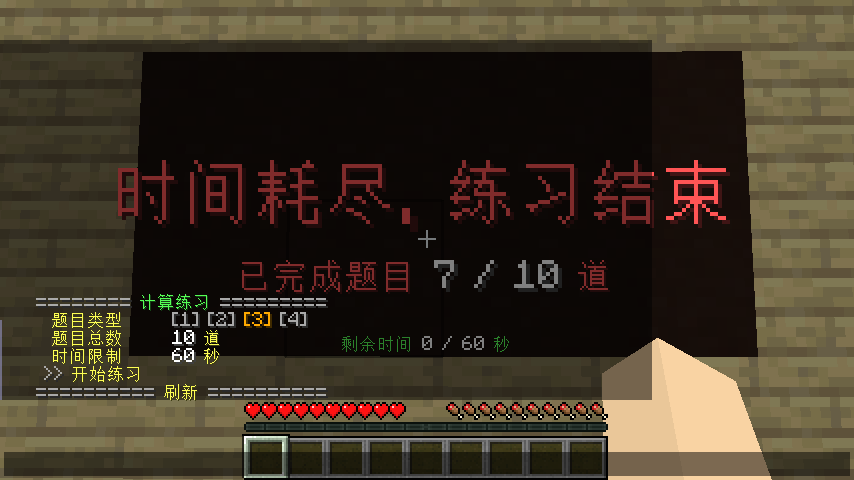 时间耗尽，练习结束
已完成题目 7 / 10 道
========= 计算练习 ==========
题目类型 [1] [2] [3] [4]
题目总数 10 道
时间限制 60 秒
剩余时间 0 / 60 秒
>> 开始练习
=========== 刷新 ===========